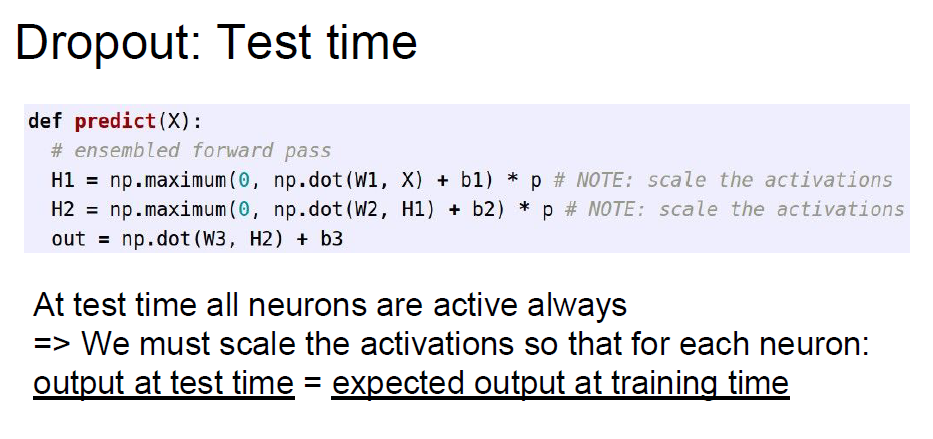 Dropout: Test time
def predict(X):
# ensembled forward pass
H1 = np.maximum(0, np.dot(W1, X) + b1) * p # NOTE: scale the activations
H2 = np.maximum(0, np.dot(W2, H1) + b2) * p # NOTE: scale the activations
out = np.dot(W3, H2) + b3
At test time all neurons are active always
=> We must scale the activations so that for each neuron:
output at test time = expected output at training time